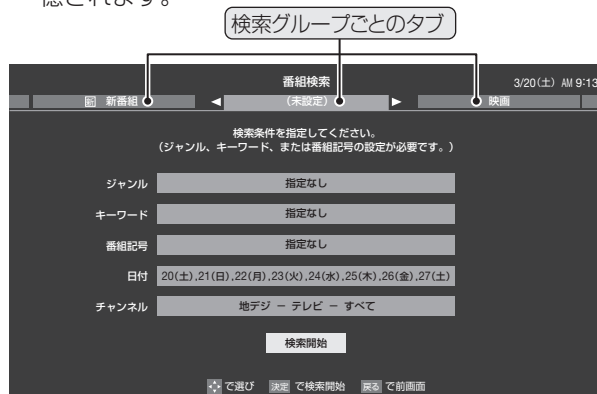 憶されます。
検索グループごとのタブ
番組検索 3/20(土) AM 9:13
新 新番組 ◀ (未設定) ▶ 映画
検索条件を指定してください。
(ジャンル、キーワード、または番組記号の設定が必要です。)
ジャンル 指定なし
キーワード 指定なし
番組記号 指定なし
日付 20(土),21(日),22(月),23(火),24(水),25(木),26(金),27(土)
チャンネル 地デジ － テレビ － すべて
検索開始
で選び 決定 で検索開始 戻る で前画面